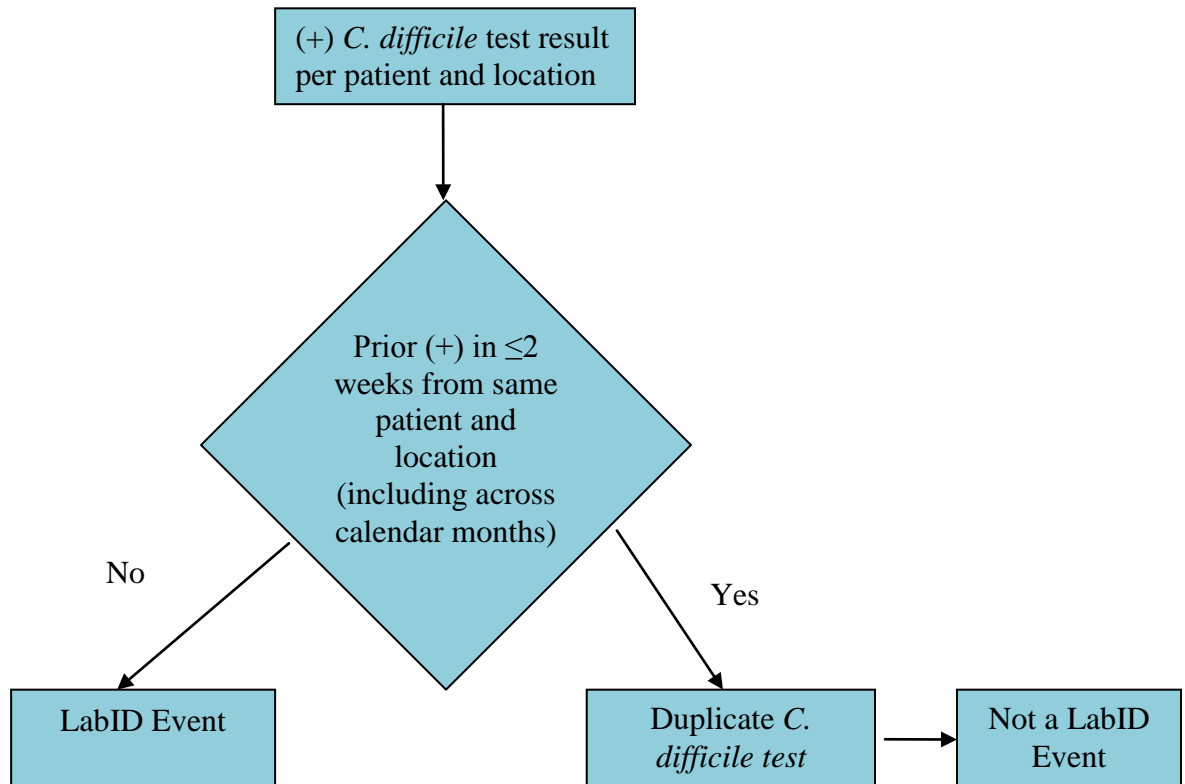 (+) C. difficile test result
per patient and location
Prior (+) in ≤2
weeks from same
patient and
location
(including across
calendar months)
No
Yes
LabID Event
Duplicate C.
difficile test
Not a LabID
Event